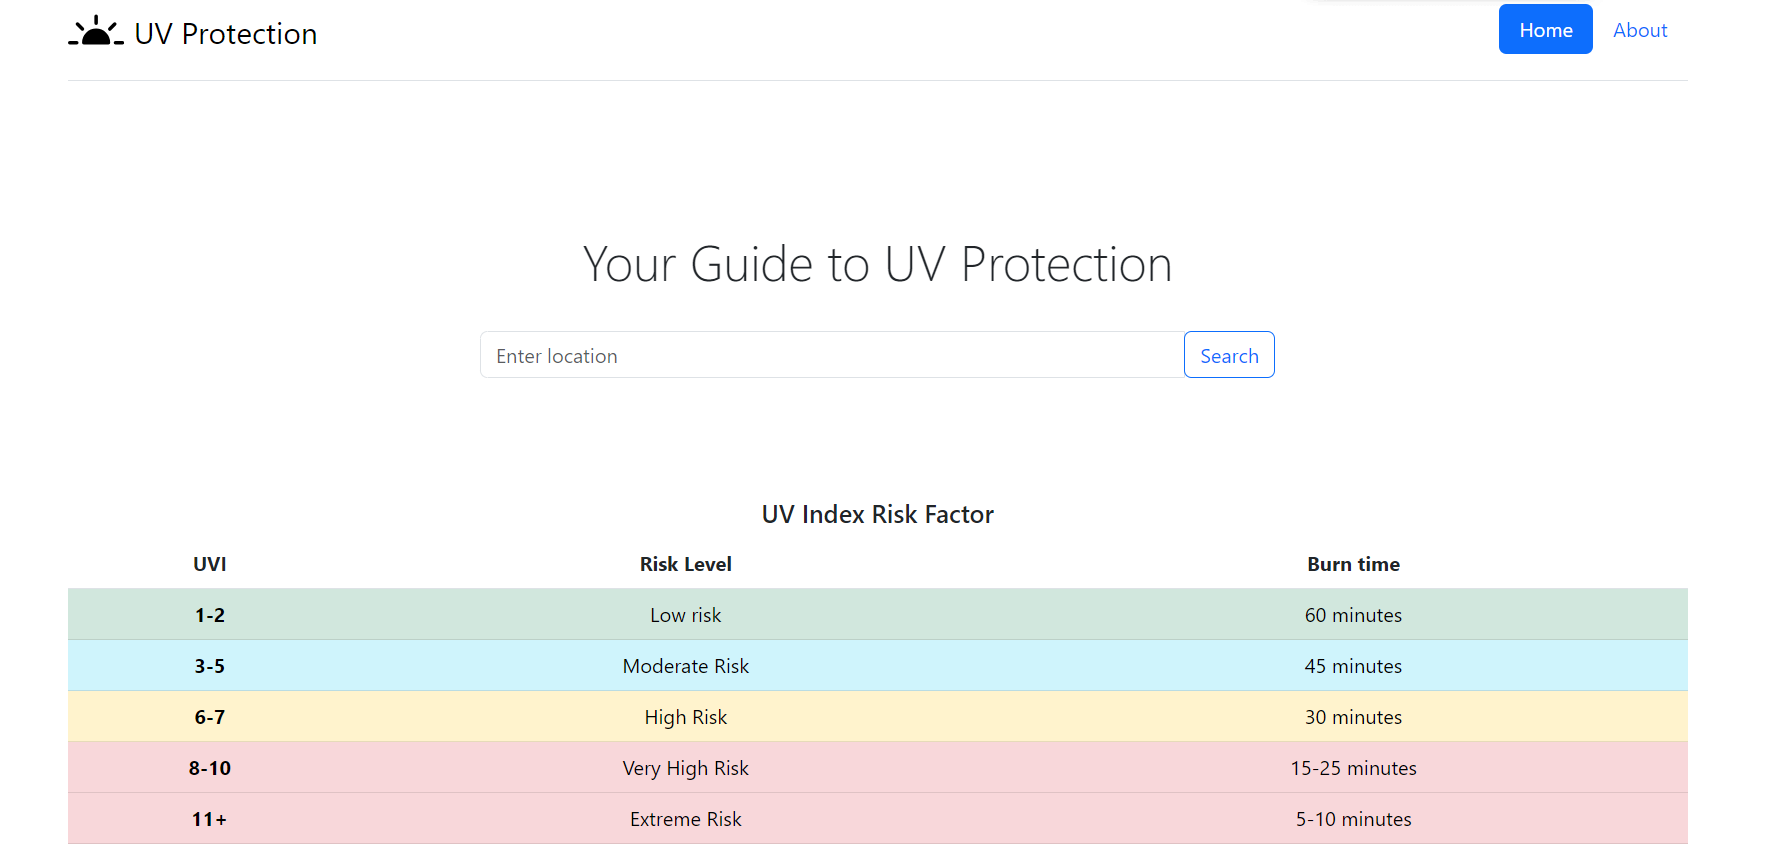 UV Protection
Home About
Your Guide to UV Protection
Enter location Search
UV Index Risk Factor
UVI Risk Level Burn time
1-2 Low risk 60 minutes
3-5 Moderate Risk 45 minutes
6-7 High Risk 30 minutes
8-10 Very High Risk 15-25 minutes
11+ Extreme Risk 5-10 minutes